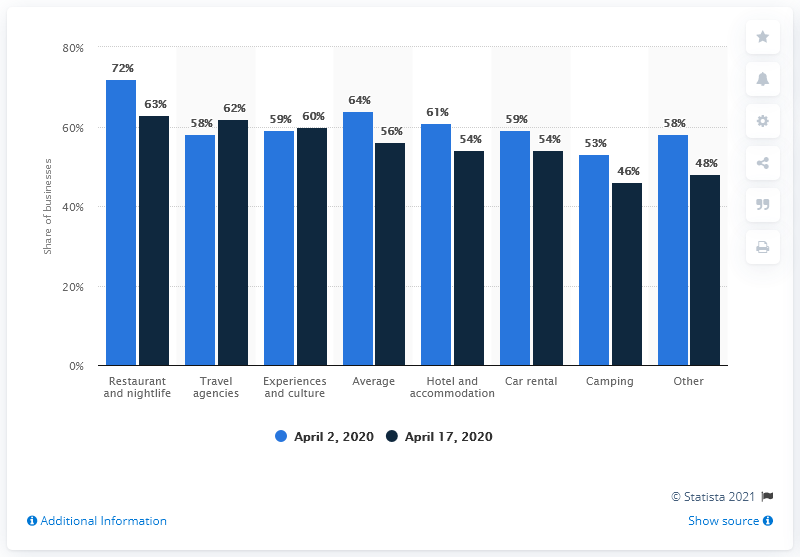 80%
60%
40%
20%
0%
Share of businesses
72%
63%
58%
62%
59%
60%
64%
56%
61%
54%
59%
54%
53%
46%
58%
48%
Restaurant
and nightlife
Travel
agencies
Experiences
and culture
Average
Hotel and
accommodation
Car rental
Camping
Other
April 2, 2020
April 17, 2020
© Statista 2021
Additional Information
Show source